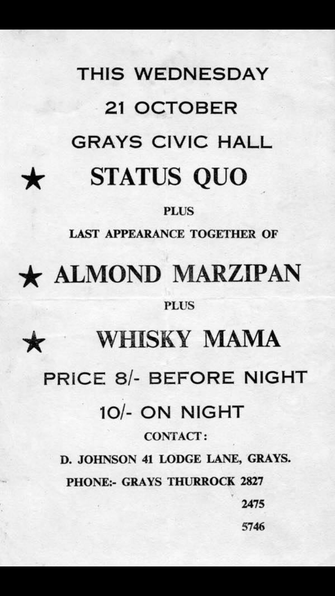 THIS WEDNESDAY
21 OCTOBER
GRAYS CIVIC HALL
★ STATUS QUO
PLUS
LAST APPEARANCE TOGETHER OF
★ ALMOND MARZIPAN
PLUS
★ WHISKY MAMA
PRICE 8/- BEFORE NIGHT
10/- ON NIGHT
CONTACT:
D. JOHNSON 41 LODGE LANE, GRAYS.
PHONE:- GRAYS THURROCK 2827
2475
5746